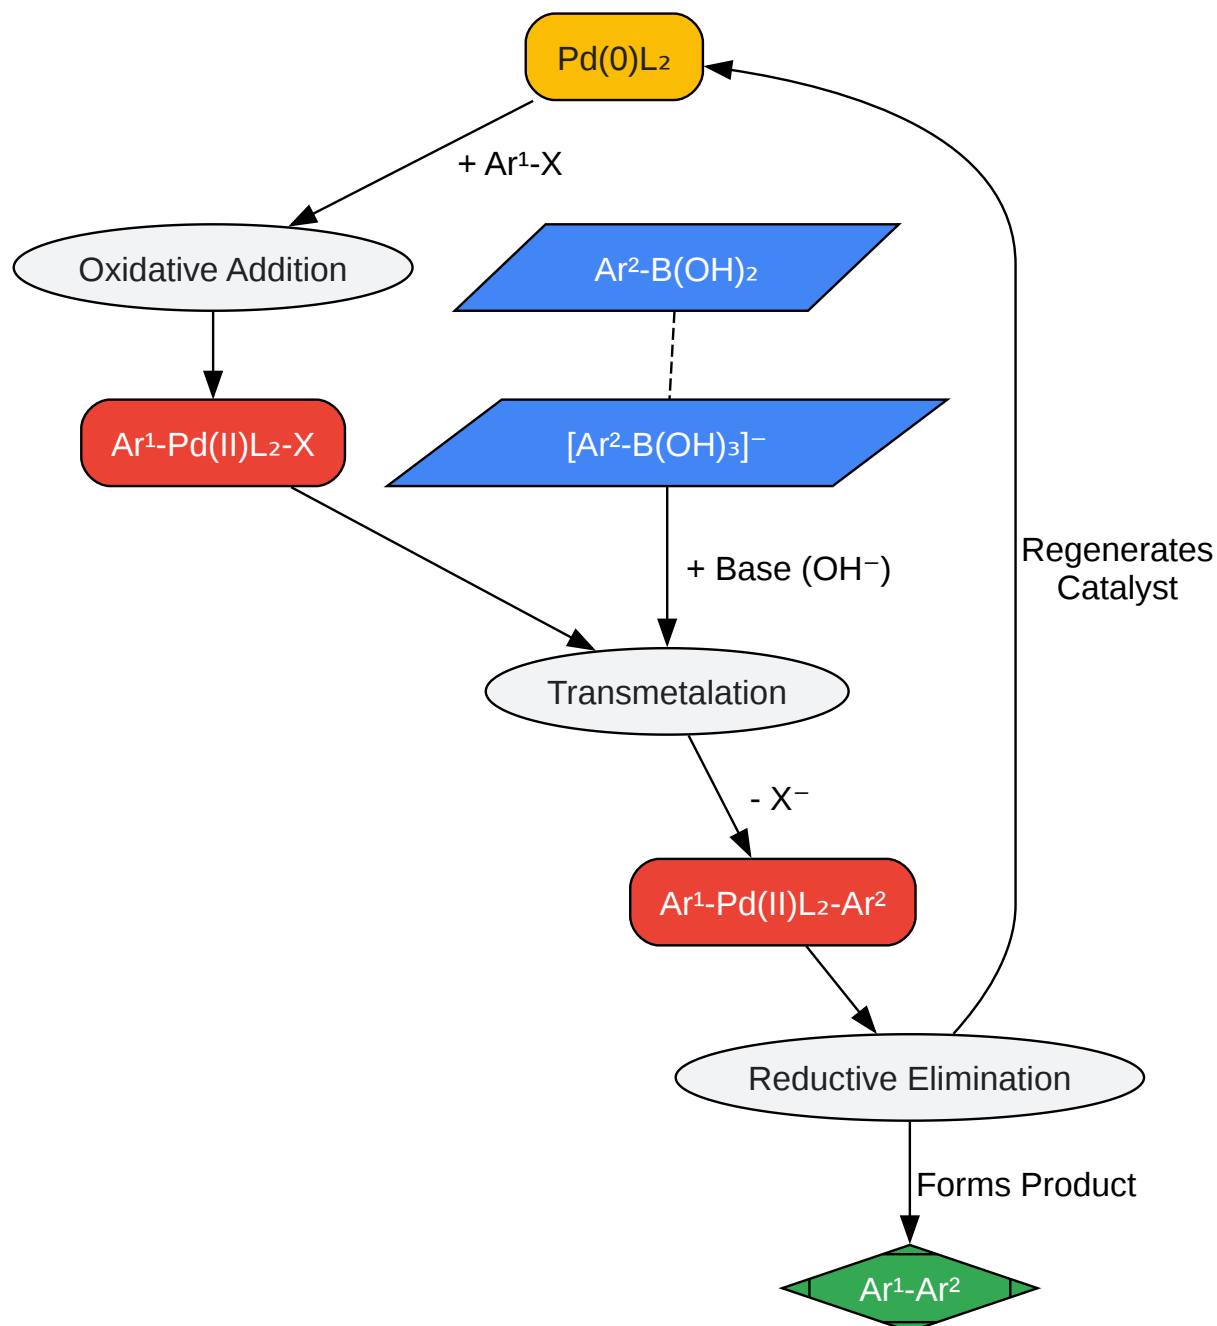 Pd(0)L₂
+ Ar¹-X
Oxidative Addition
Ar²-B(OH)₂
Ar¹-Pd(II)L₂-X
[Ar²-B(OH)₃]⁻
+ Base (OH⁻)
Regenerates
Catalyst
Transmetalation
- X⁻
Ar¹-Pd(II)L₂-Ar²
Reductive Elimination
Forms Product
Ar¹-Ar²